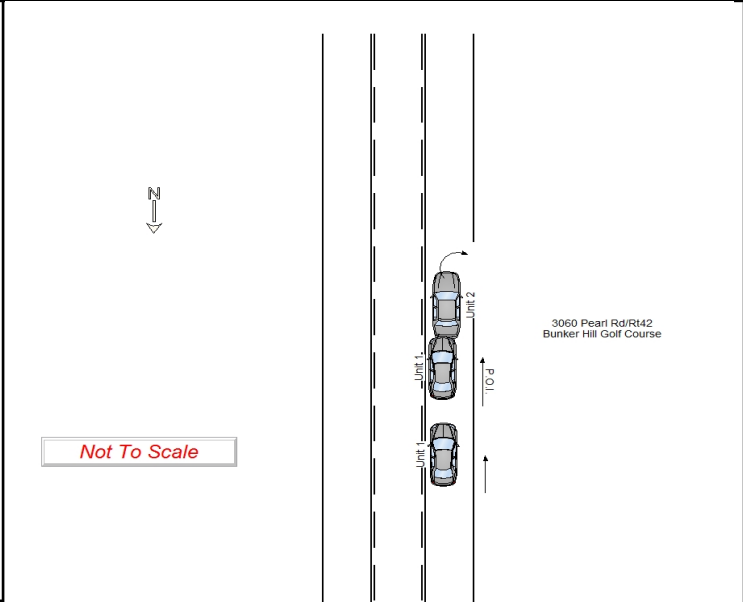 N
Unit 2
3060 Pearl Rd/Rt42
Bunker Hill Golf Course
Unit 1
P.O.I.
Unit 1
Not To Scale